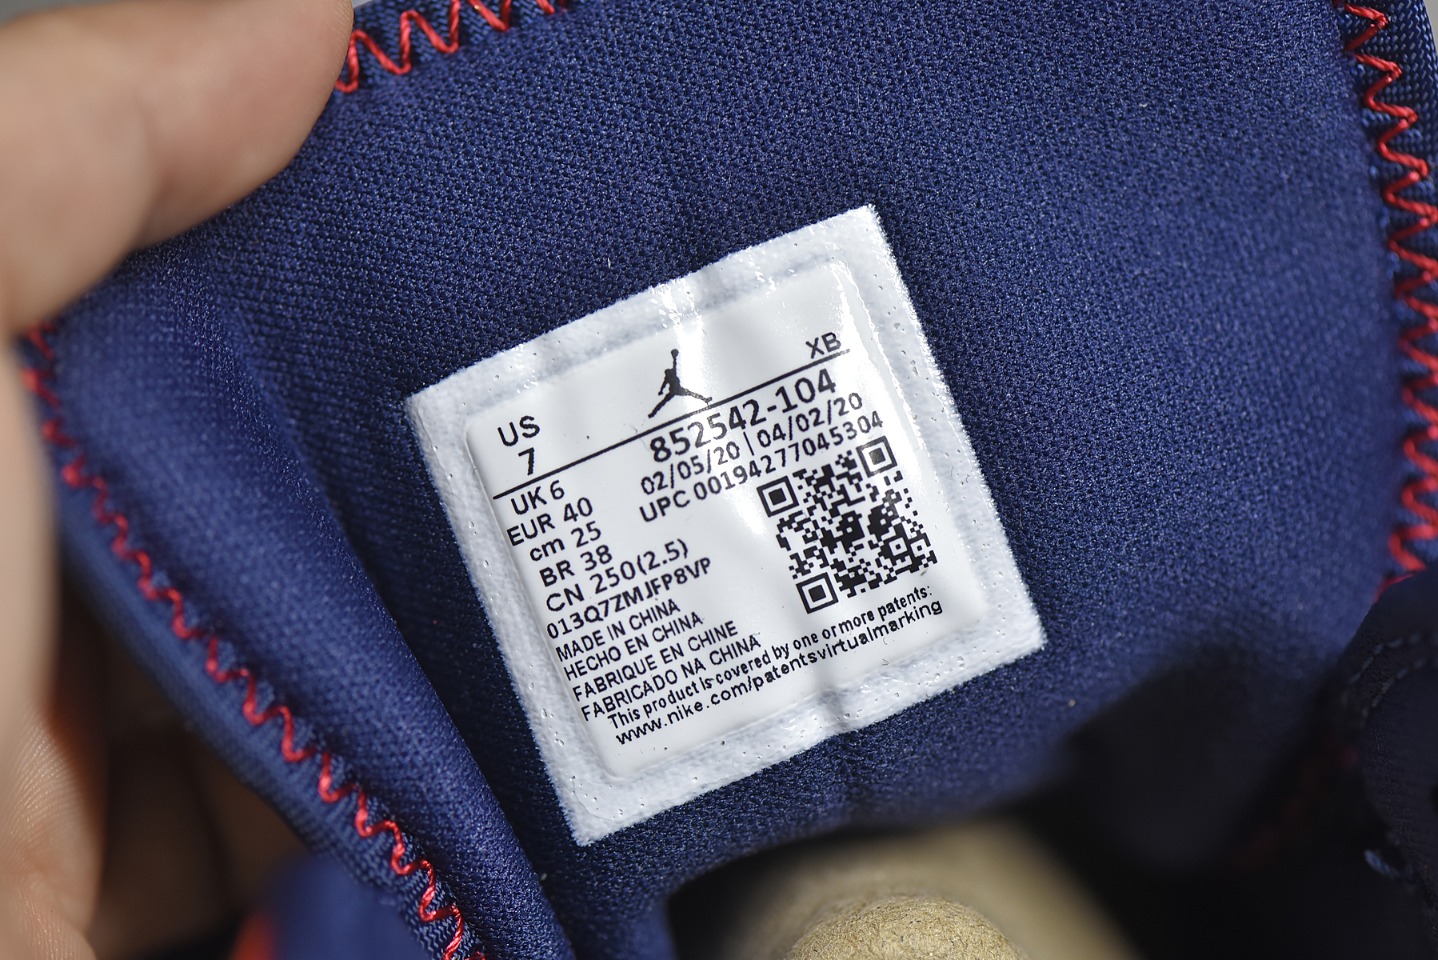 XB
US
7
852542-104
UK 6
02/05/20 | 04/02/20
EUR 40
UPC 00194277045304
cm 25
BR 38
CN 250(2.5)
013Q7ZMJFP8VP
MADE IN CHINA
HECHO EN CHINA
FABRIQUE EN CHINE
FABRICADO NA CHINA
This product is covered by one or more patents:
www.nike.com/patentsvirtualmarking